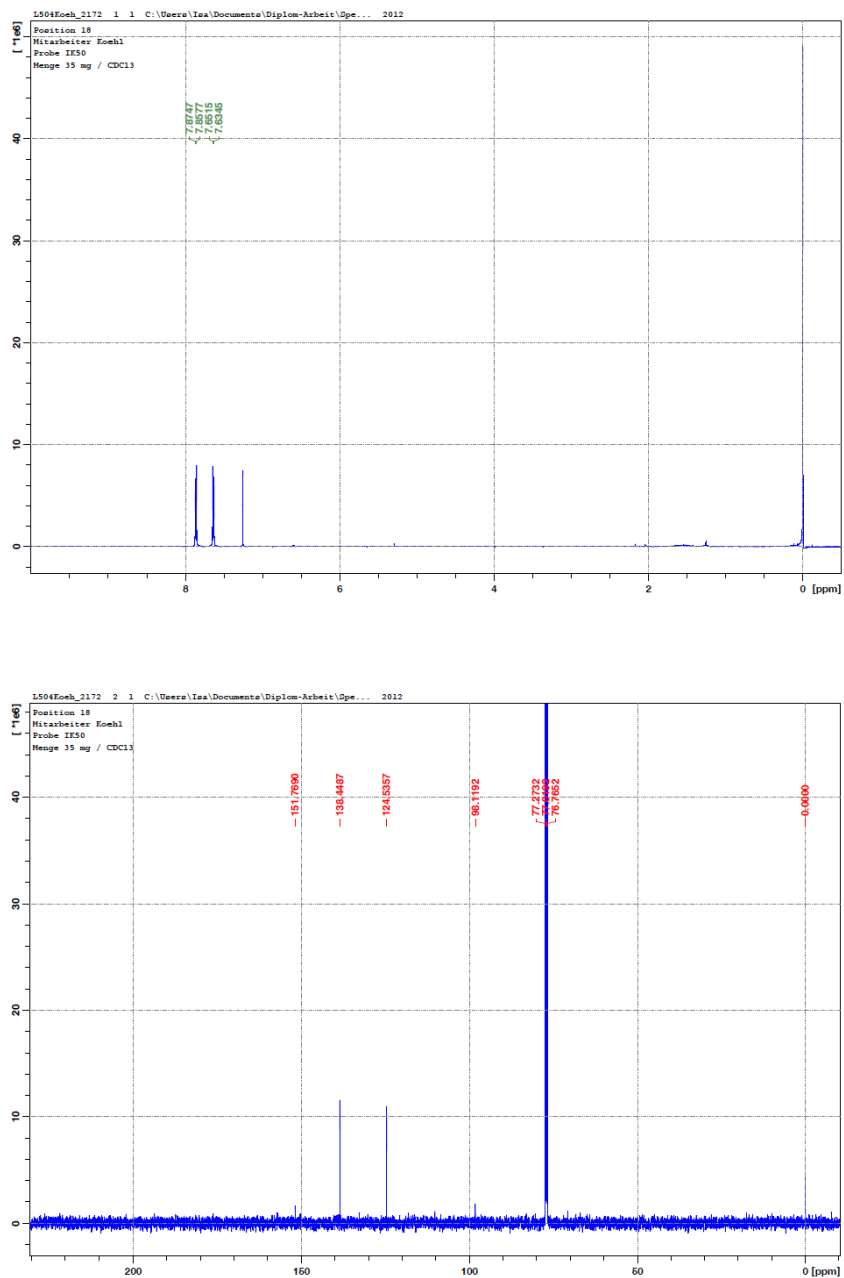 L504Koeh_2172 1 1 C:\Users\Isa\Documents\Diplom-Arbeit\Spe... 2012
[ *1e6]
Position 18
Mitarbeiter Koehl
Probe IK50
Menge 35 mg / CDCl3
7.8747
7.8577
7.6515
7.6345
40
30
20
10
0
8
6
4
2
0 [ppm]
L504Koeh_2172 2 1 C:\Users\Isa\Documents\Diplom-Arbeit\Spe... 2012
[ *1e6]
Position 18
Mitarbeiter Koehl
Probe IK50
Menge 35 mg / CDCl3
151.7690
138.4487
124.5357
98.1192
77.2732
76.7652
0.0000
40
30
20
10
0
200
150
100
50
0 [ppm]